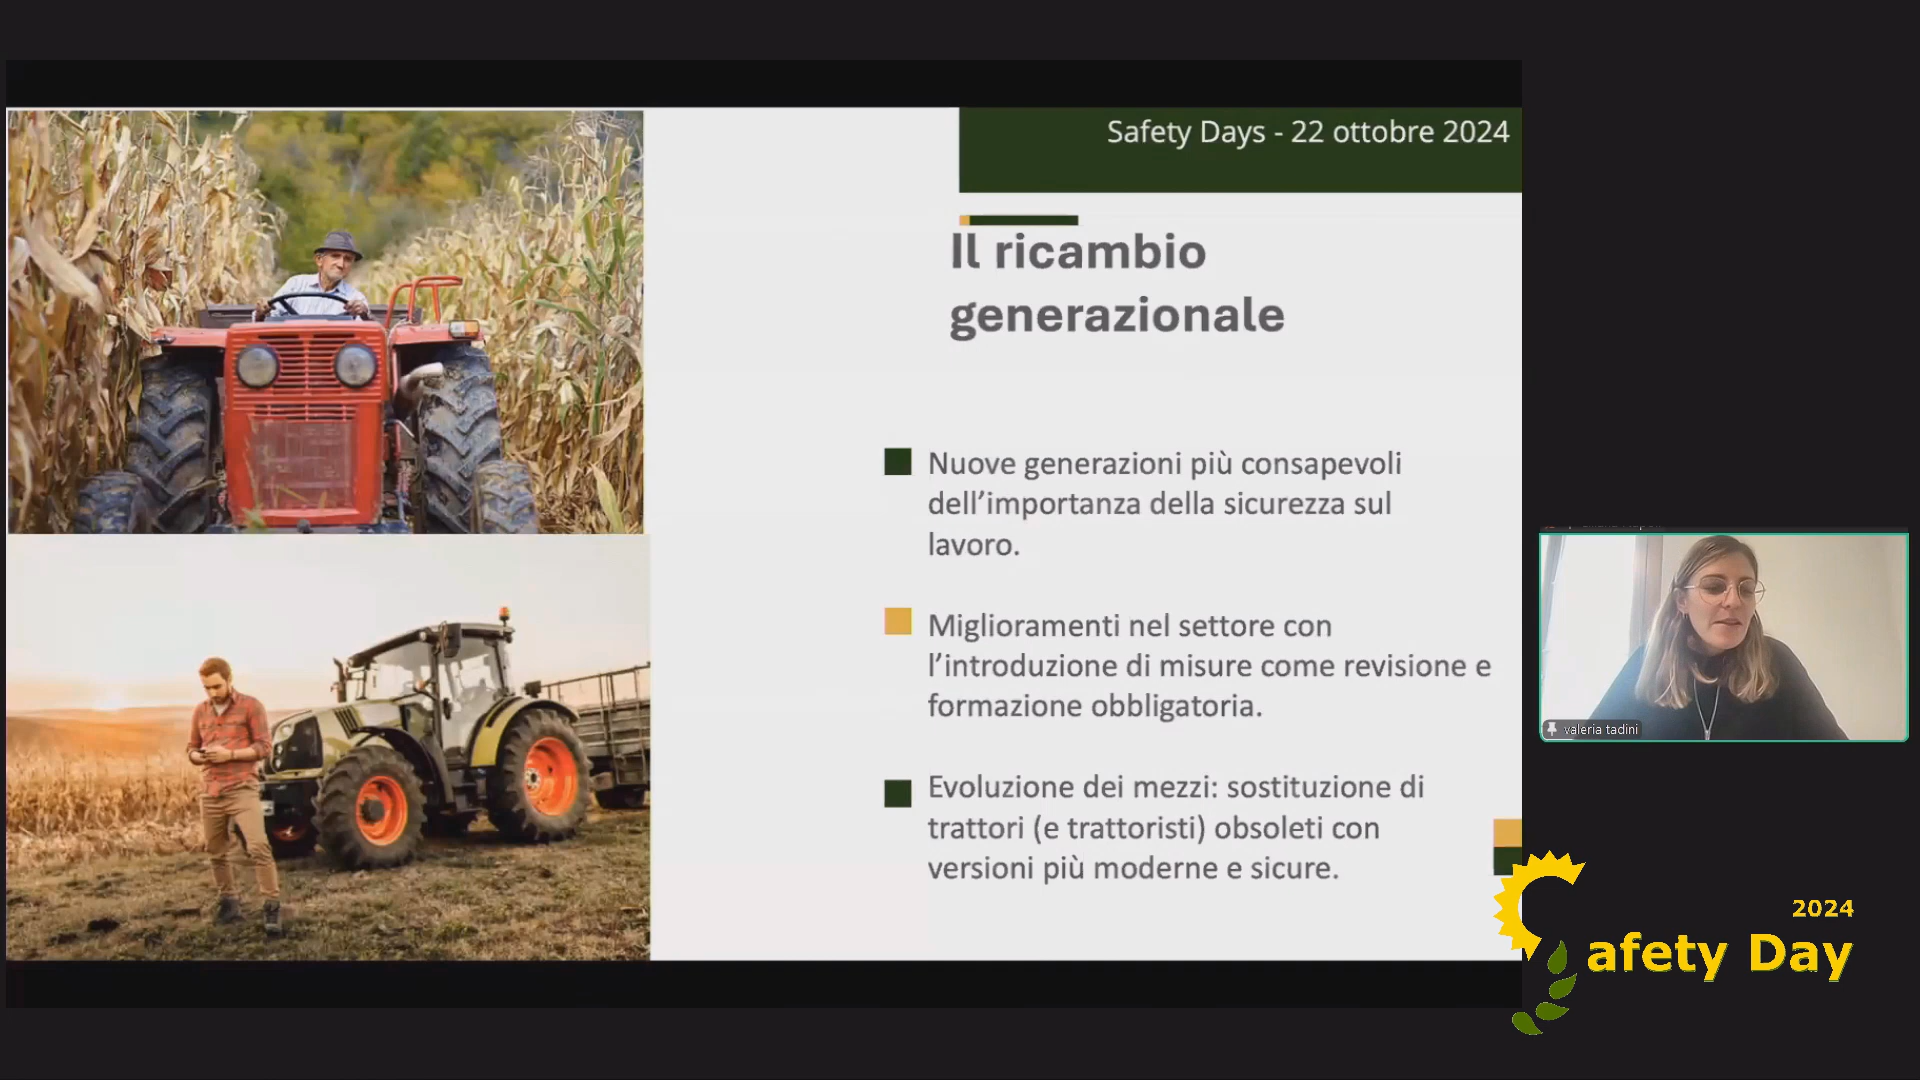 Safety Days - 22 ottobre 2024
Il ricambio
generazionale
Nuove generazioni più consapevoli
dell’importanza della sicurezza sul
lavoro.
Miglioramenti nel settore con
l’introduzione di misure come revisione e
formazione obbligatoria.
Evoluzione dei mezzi: sostituzione di
trattori (e trattoristi) obsoleti con
versioni più moderne e sicure.
valeria tadini
2024
Safety Day